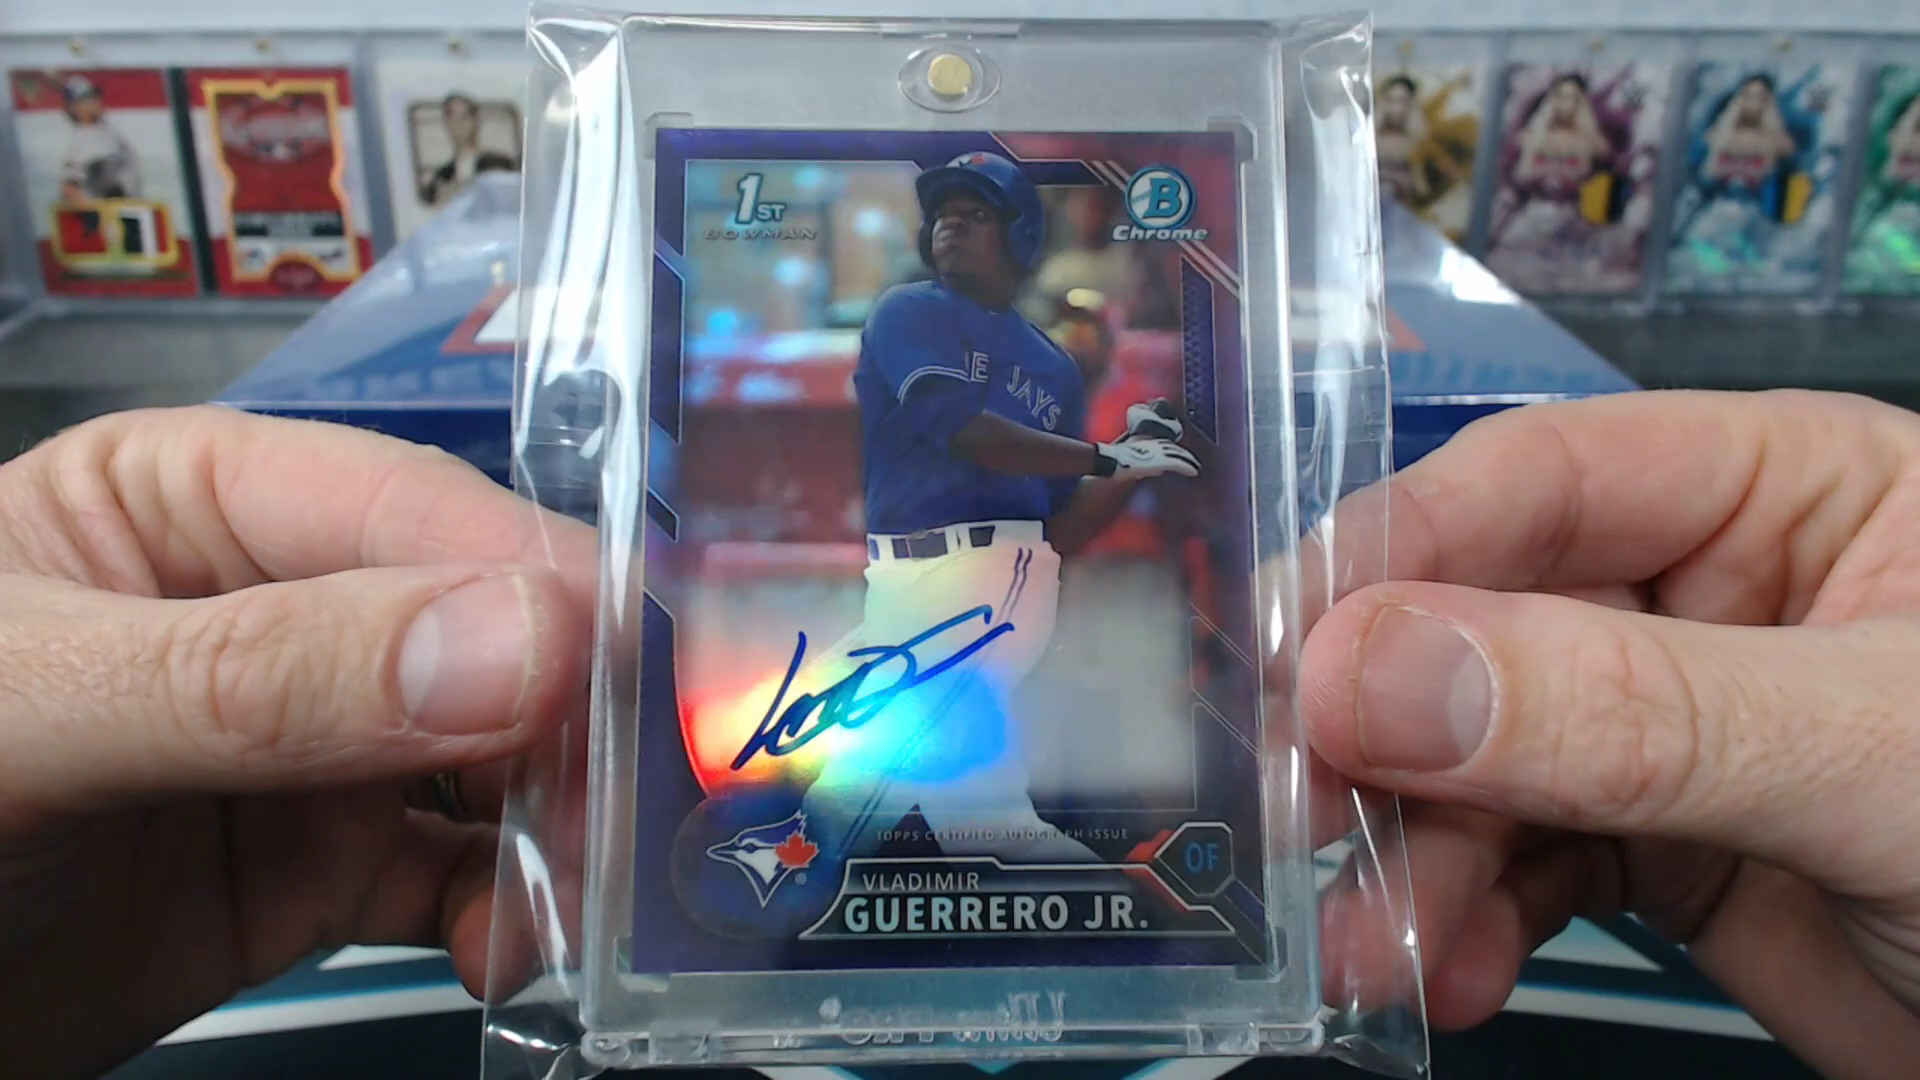 1ST
BOWMAN
B
Chrome
E JAYS
TOPPS CERTIFIED AUTOGRAPH ISSUE
OF
VLADIMIR
GUERRERO JR.